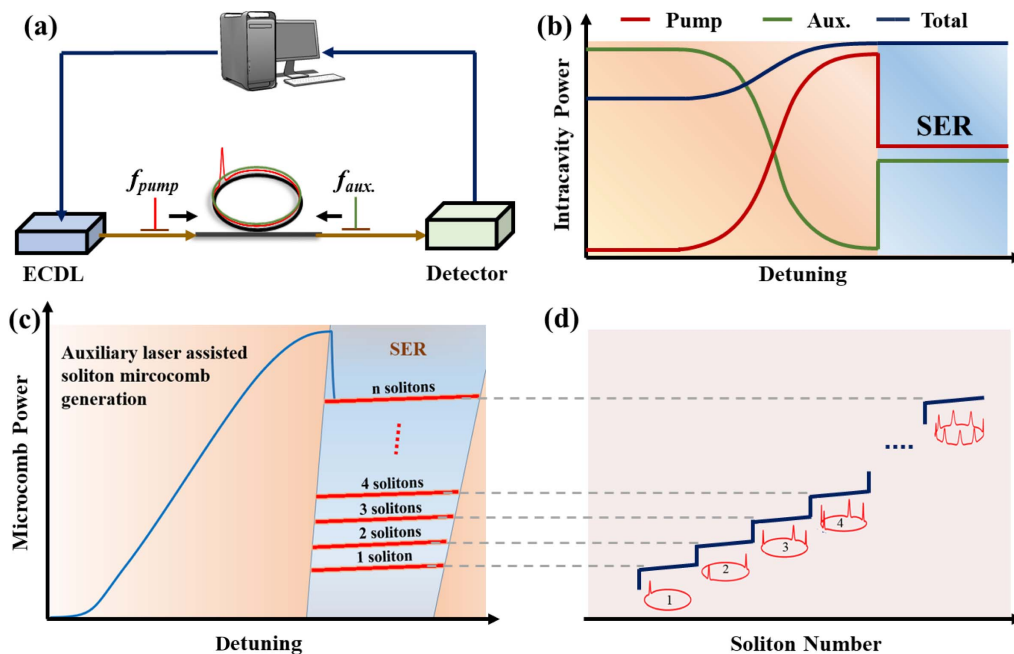 (a)
f_pump
f_aux.
ECDL
Detector
(b)
Pump
Aux.
Total
Intracavity Power
SER
Detuning
(c)
Auxiliary laser assisted
soliton mircocomb
generation
SER
n solitons
4 solitons
3 solitons
2 solitons
1 soliton
Microcomb Power
Detuning
(d)
1
2
3
4
Soliton Number